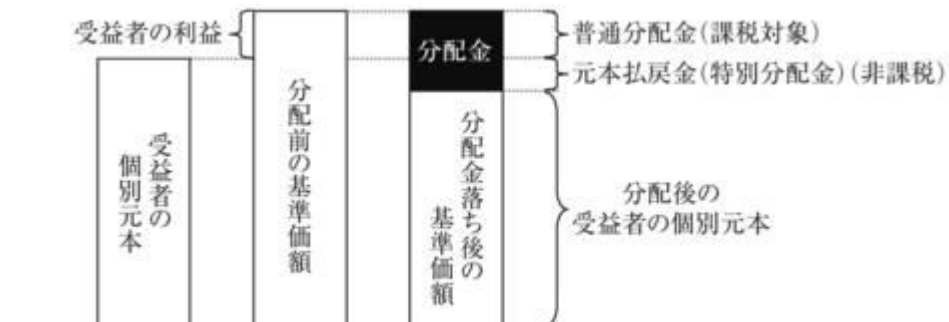 受益者の利益
分配金
普通分配金(課税対象)
元本払戻金(特別分配金)(非課税)
受益者の
個別元本
分配前の基準価額
分配金落ち後の
基準価額
分配後の
受益者の個別元本